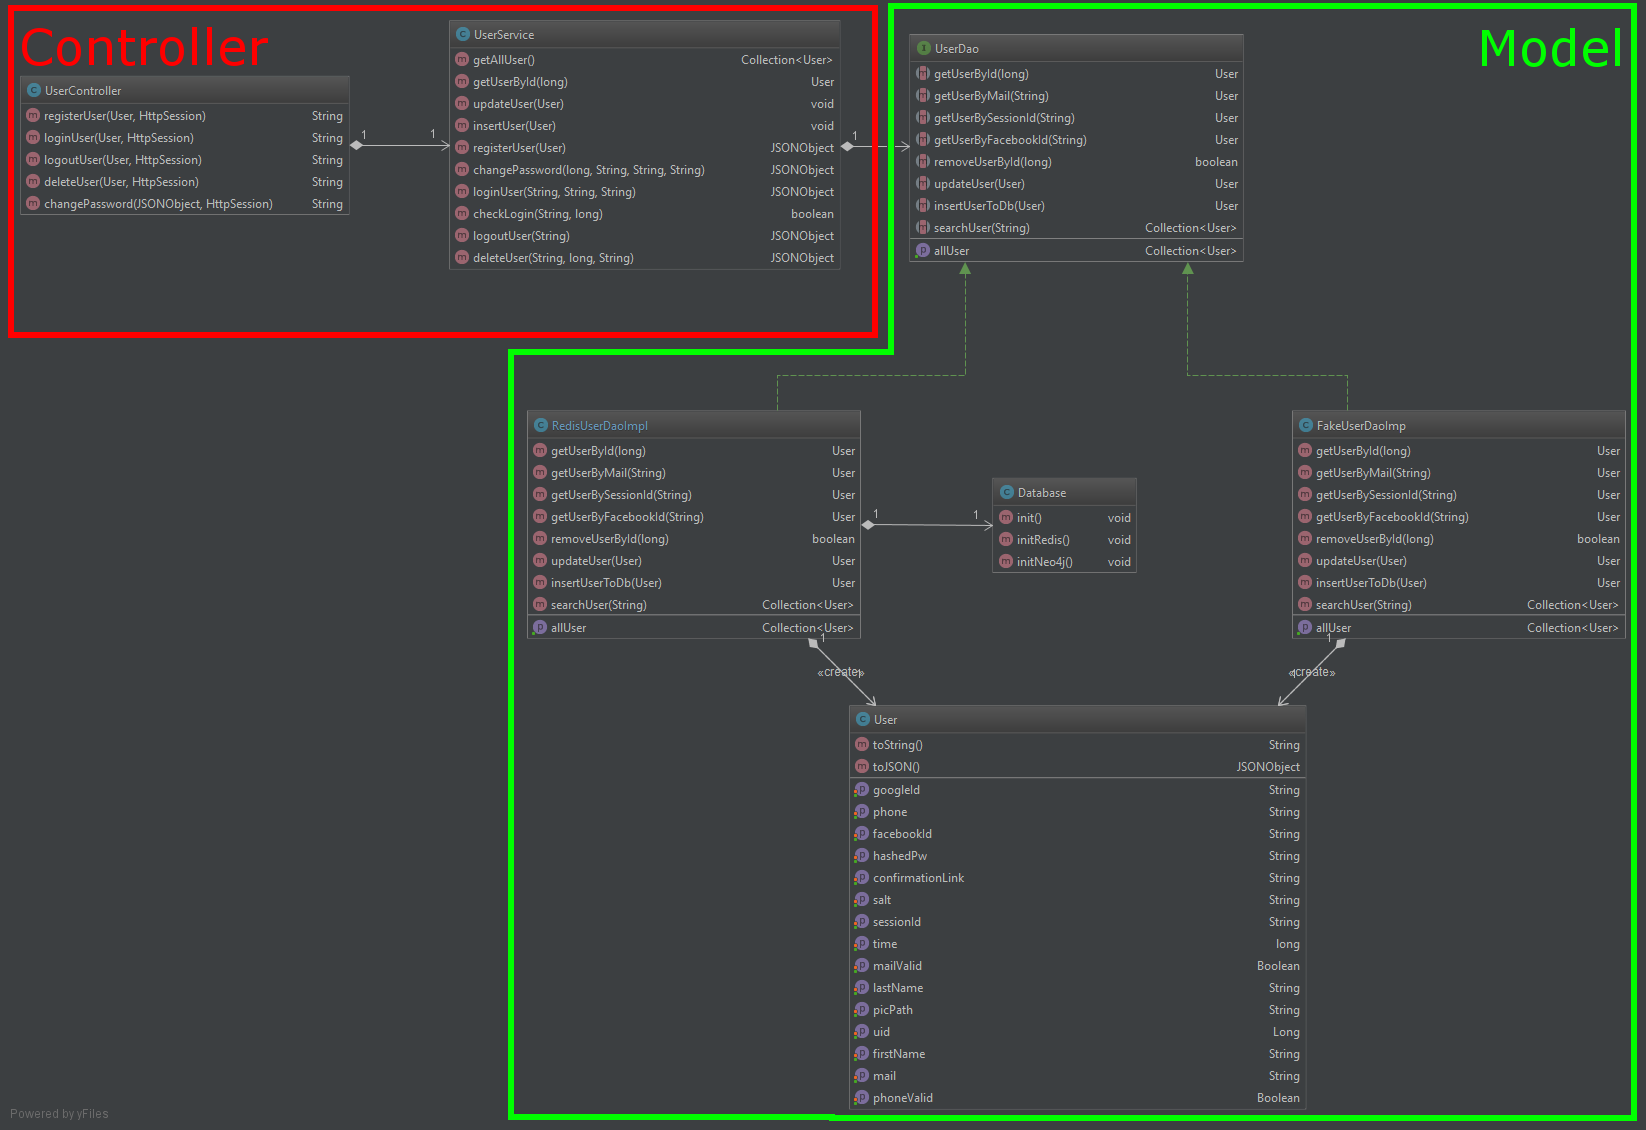 Controller
UserController
registerUser(User, HttpSession) String
loginUser(User, HttpSession) String
logoutUser(User, HttpSession) String
deleteUser(User, HttpSession) String
changePassword(JSONObject, HttpSession) String
1 1
UserService
getAllUser() Collection<User>
getUserById(long) User
updateUser(User) void
insertUser(User) void
registerUser(User) JSONObject
changePassword(long, String, String, String) JSONObject
loginUser(String, String, String) JSONObject
checkLogin(String, long) boolean
logoutUser(String) JSONObject
deleteUser(String, long, String) JSONObject
1
Model
UserDao
getUserById(long) User
getUserByMail(String) User
getUserBySessionId(String) User
getUserByFacebookId(String) User
removeUserById(long) boolean
updateUser(User) User
insertUserToDb(User) User
searchUser(String) Collection<User>
allUser Collection<User>
RedisUserDaoImpl
getUserById(long) User
getUserByMail(String) User
getUserBySessionId(String) User
getUserByFacebookId(String) User
removeUserById(long) boolean
updateUser(User) User
insertUserToDb(User) User
searchUser(String) Collection<User>
allUser Collection<User>
1 1
Database
init() void
initRedis() void
initNeo4j() void
FakeUserDaoImp
getUserById(long) User
getUserByMail(String) User
getUserBySessionId(String) User
getUserByFacebookId(String) User
removeUserById(long) boolean
updateUser(User) User
insertUserToDb(User) User
searchUser(String) Collection<User>
allUser Collection<User>
1
«create»
1
1
«create»
1
User
toString() String
toJSON() JSONObject
googleId String
phone String
facebookId String
hashedPw String
confirmationLink String
salt String
sessionId String
time long
mailValid Boolean
lastName String
picPath String
uid Long
firstName String
mail String
phoneValid Boolean
Powered by yFiles